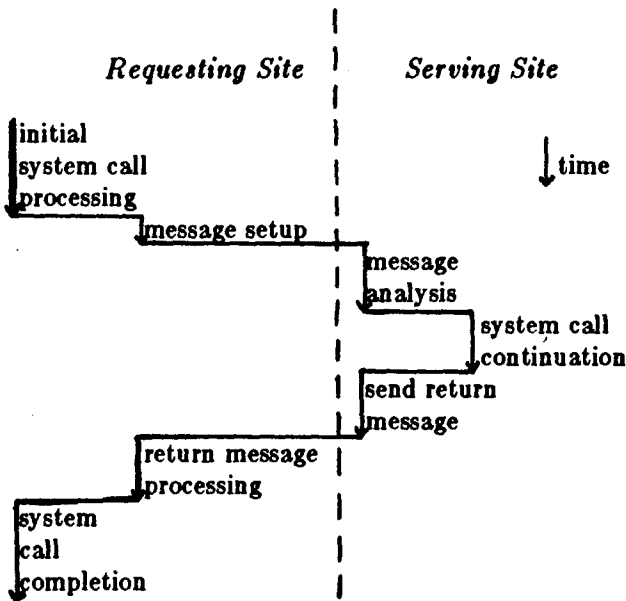 Requesting Site
Serving Site
initial
system call
processing
time
message setup
message
analysis
system call
continuation
send return
message
return message
processing
system
call
completion